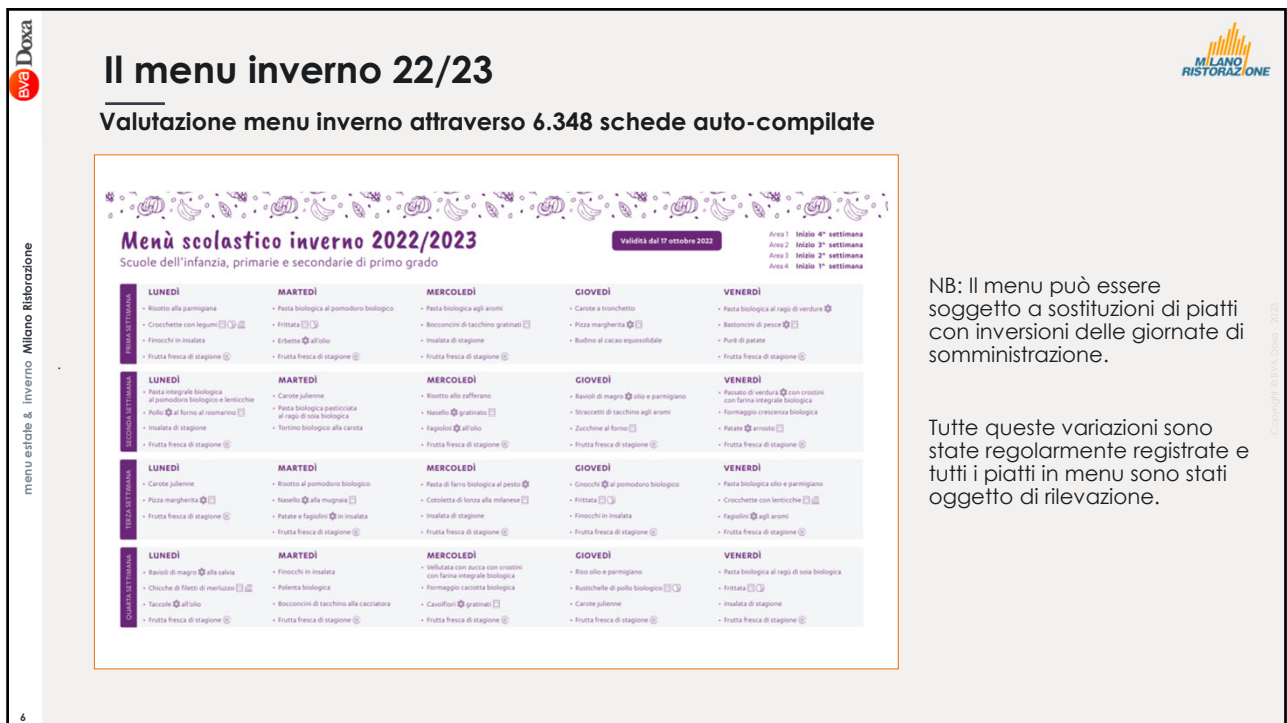 BVA Doxa
menu estate & inverno Milano Ristorazione
6
Il menu inverno 22/23
MILANO
RISTORAZIONE
Valutazione menu inverno attraverso 6.348 schede auto-compilate
Menù scolastico inverno 2022/2023
Scuole dell'infanzia, primarie e secondarie di primo grado
Validità dal 17 ottobre 2022
Area 1 Inizio 4ª settimana
Area 2 Inizio 3ª settimana
Area 3 Inizio 2ª settimana
Area 4 Inizio 1ª settimana
PRIMA SETTIMANA
LUNEDÌ
• Risotto alla parmigiana
• Crocchette con legumi
• Finocchi in insalata
• Frutta fresca di stagione
MARTEDÌ
• Pasta biologica al pomodoro biologico
• Frittata
• Erbette all'olio
• Frutta fresca di stagione
MERCOLEDÌ
• Pasta biologica agli aromi
• Bocconcini di tacchino gratinati
• Insalata di stagione
• Frutta fresca di stagione
GIOVEDÌ
• Carote a tronchetto
• Pizza margherita
• Budino al cacao equosolidale
VENERDÌ
• Pasta biologica al ragù di verdure
• Bastoncini di pesce
• Purè di patate
• Frutta fresca di stagione
SECONDA SETTIMANA
LUNEDÌ
• Pasta integrale biologica
al pomodoro biologico e lenticchie
• Pollo al forno al rosmarino
• Insalata di stagione
• Frutta fresca di stagione
MARTEDÌ
• Carote julienne
• Pasta biologica pasticciata
al ragù di soia biologica
• Tortino biologico alla carota
MERCOLEDÌ
• Risotto allo zafferano
• Nasello gratinato
• Fagiolini all'olio
• Frutta fresca di stagione
GIOVEDÌ
• Ravioli di magro olio e parmigiano
• Straccetti di tacchino agli aromi
• Zucchine al forno
• Frutta fresca di stagione
VENERDÌ
• Passato di verdura con crostini
con farina integrale biologica
• Formaggio crescenza biologica
• Patate arrosto
• Frutta fresca di stagione
TERZA SETTIMANA
LUNEDÌ
• Carote julienne
• Pizza margherita
• Frutta fresca di stagione
MARTEDÌ
• Risotto al pomodoro biologico
• Nasello alla mugnaia
• Patate e fagiolini in insalata
• Frutta fresca di stagione
MERCOLEDÌ
• Pasta di farro biologica al pesto
• Cotoletta di lonza alla milanese
• Insalata di stagione
• Frutta fresca di stagione
GIOVEDÌ
• Gnocchi al pomodoro biologico
• Frittata
• Finocchi in insalata
• Frutta fresca di stagione
VENERDÌ
• Pasta biologica olio e parmigiano
• Crocchette con lenticchie
• Fagiolini agli aromi
• Frutta fresca di stagione
QUARTA SETTIMANA
LUNEDÌ
• Ravioli di magro alla salvia
• Chicche di filetti di merluzzo
• Taccole all'olio
• Frutta fresca di stagione
MARTEDÌ
• Finocchi in insalata
• Polenta biologica
• Bocconcini di tacchino alla cacciatora
• Frutta fresca di stagione
MERCOLEDÌ
• Vellutata con zucca con crostini
con farina integrale biologica
• Formaggio caciotta biologica
• Cavolfiori gratinati
• Frutta fresca di stagione
GIOVEDÌ
• Riso olio e parmigiano
• Rustichelle di pollo biologico
• Carote julienne
• Frutta fresca di stagione
VENERDÌ
• Pasta biologica al ragù di soia biologica
• Frittata
• Insalata di stagione
• Frutta fresca di stagione
NB: Il menu può essere
soggetto a sostituzioni di piatti
con inversioni delle giornate di
somministrazione.
Tutte queste variazioni sono
state regolarmente registrate e
tutti i piatti in menu sono stati
oggetto di rilevazione.
Copyright © BVA Doxa 2023